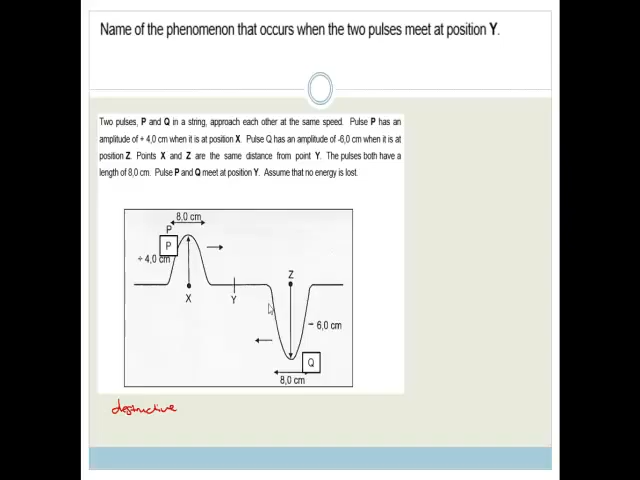 Name of the phenomenon that occurs when the two pulses meet at position Y.
Two pulses, P and Q in a string, approach each other at the same speed. Pulse P has an
amplitude of + 4,0 cm when it is at position X. Pulse Q has an amplitude of -6,0 cm when it is at
position Z. Points X and Z are the same distance from point Y. The pulses both have a
length of 8,0 cm. Pulse P and Q meet at position Y. Assume that no energy is lost.
8,0 cm
P
P
÷ 4,0 cm
X
Y
Z
− 6,0 cm
Q
8,0 cm
destructive